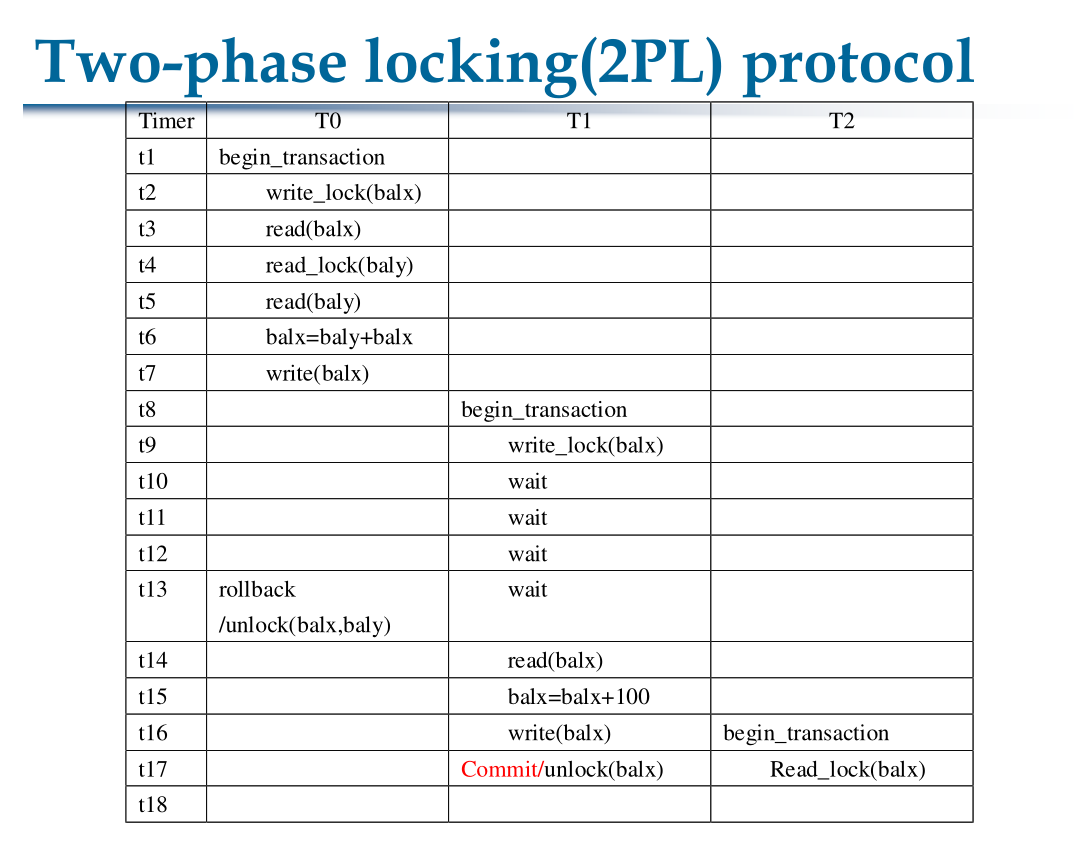 Two-phase locking(2PL) protocol
Timer T0 T1 T2
t1 begin_transaction
t2 write_lock(balx)
t3 read(balx)
t4 read_lock(baly)
t5 read(baly)
t6 balx=baly+balx
t7 write(balx)
t8 begin_transaction
t9 write_lock(balx)
t10 wait
t11 wait
t12 wait
t13 rollback wait
/unlock(balx,baly)
t14 read(balx)
t15 balx=balx+100
t16 write(balx) begin_transaction
t17 Commit/unlock(balx) Read_lock(balx)
t18